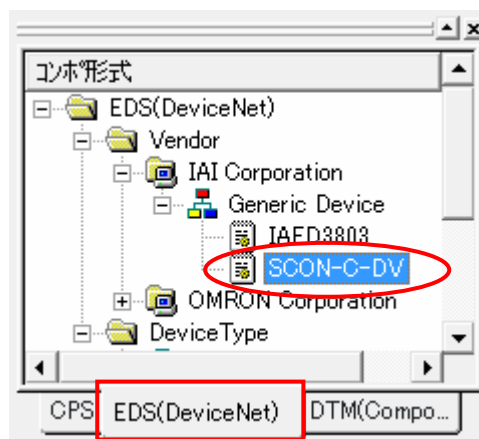 コンポ形式
EDS(DeviceNet)
Vendor
IAI Corporation
Generic Device
IAFD3803
SCON-C-DV
OMRON Corporation
DeviceType
CPS EDS(DeviceNet) DTM(Compo...